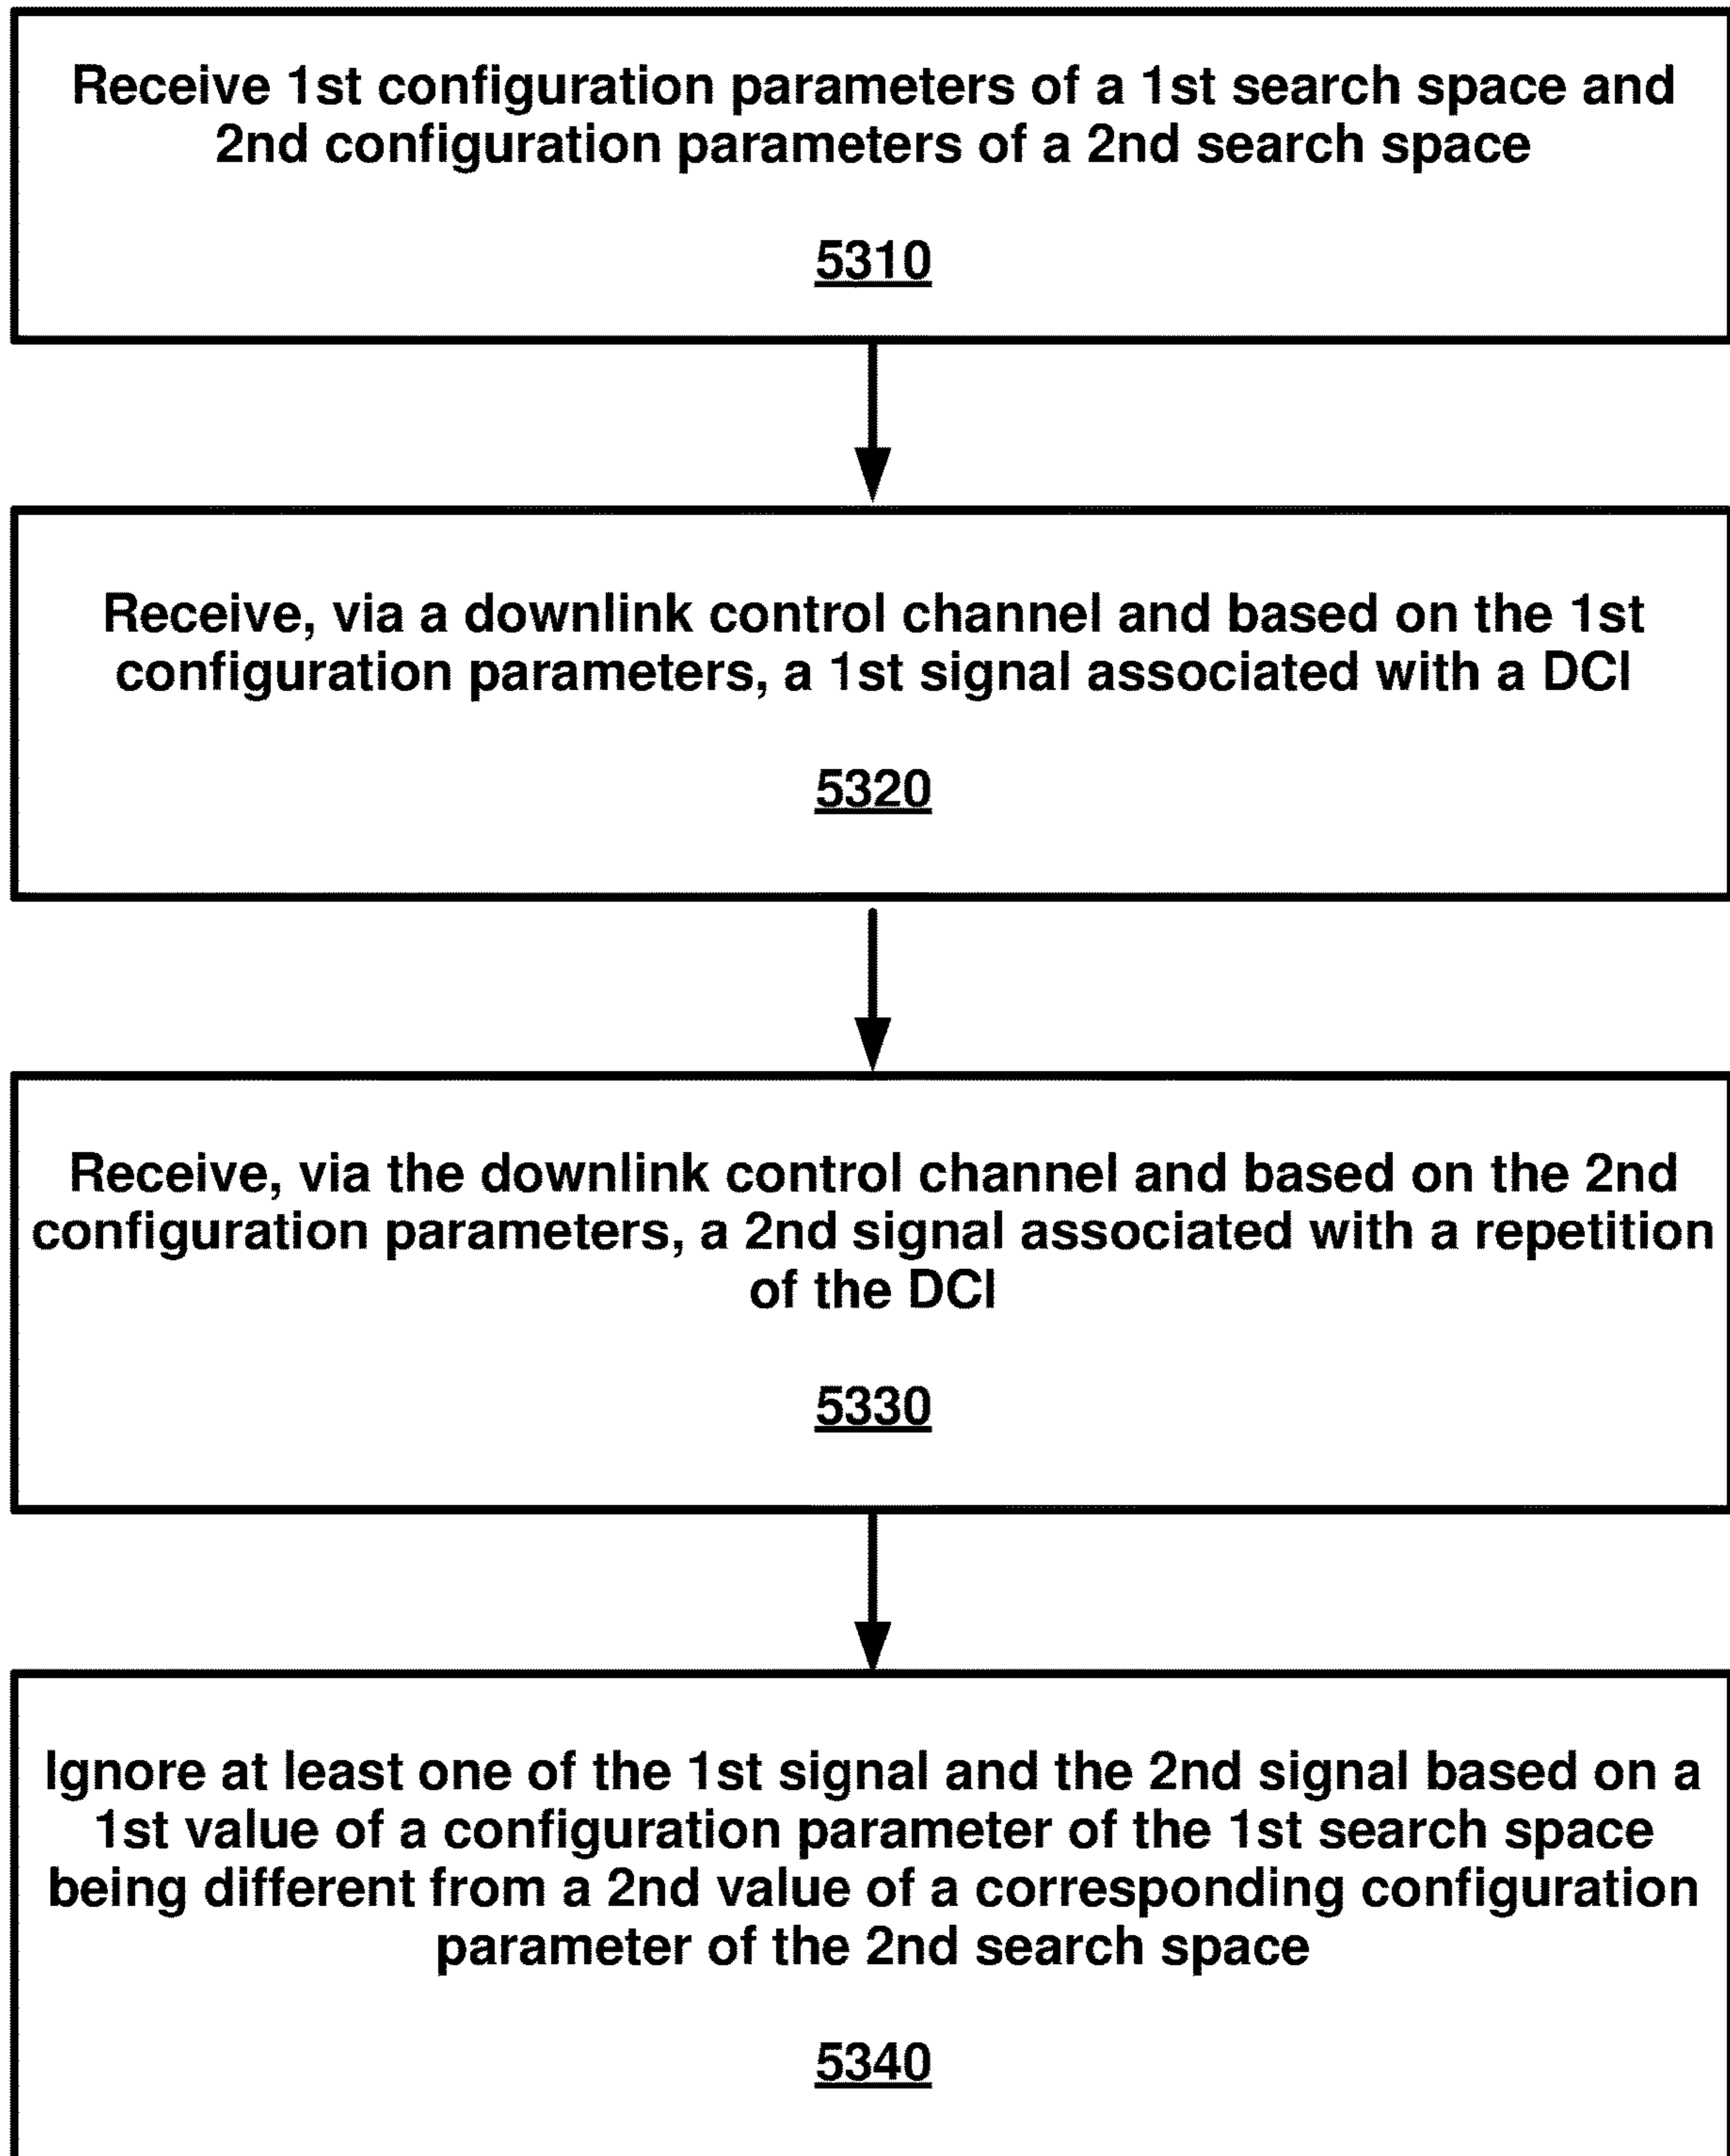 Receive 1st configuration parameters of a 1st search space and
2nd configuration parameters of a 2nd search space
5310
Receive, via a downlink control channel and based on the 1st
configuration parameters, a 1st signal associated with a DCI
5320
Receive, via the downlink control channel and based on the 2nd
configuration parameters, a 2nd signal associated with a repetition
of the DCI
5330
Ignore at least one of the 1st signal and the 2nd signal based on a
1st value of a configuration parameter of the 1st search space
being different from a 2nd value of a corresponding configuration
parameter of the 2nd search space
5340